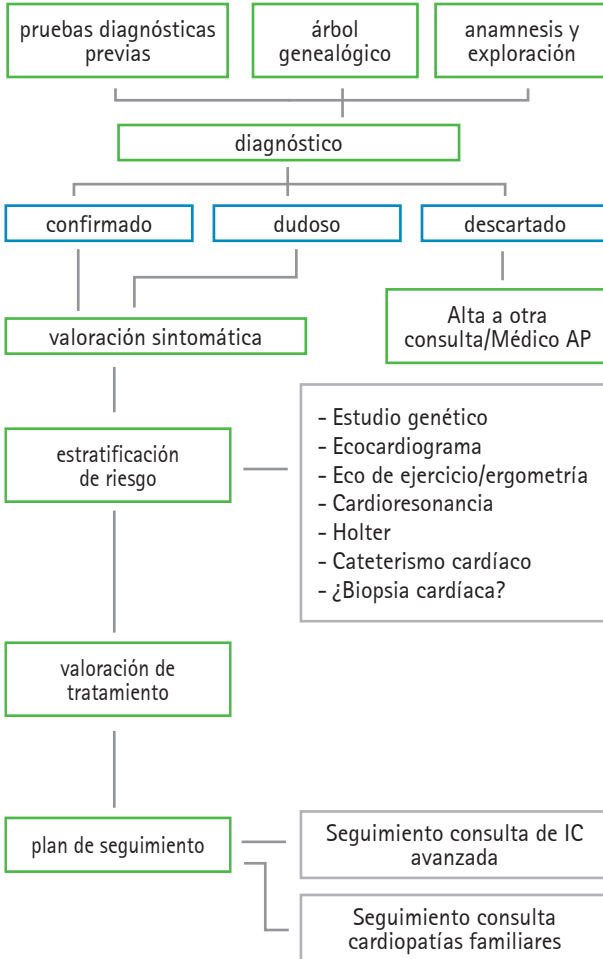 pruebas diagnósticas
previas
árbol
genealógico
anamnesis y
exploración
diagnóstico
confirmado
dudoso
descartado
valoración sintomática
Alta a otra
consulta/Médico AP
estratificación
de riesgo
- Estudio genético
- Ecocardiograma
- Eco de ejercicio/ergometría
- Cardioresonancia
- Holter
- Cateterismo cardíaco
- ¿Biopsia cardíaca?
valoración de
tratamiento
plan de seguimiento
Seguimiento consulta de IC
avanzada
Seguimiento consulta
cardiopatías familiares